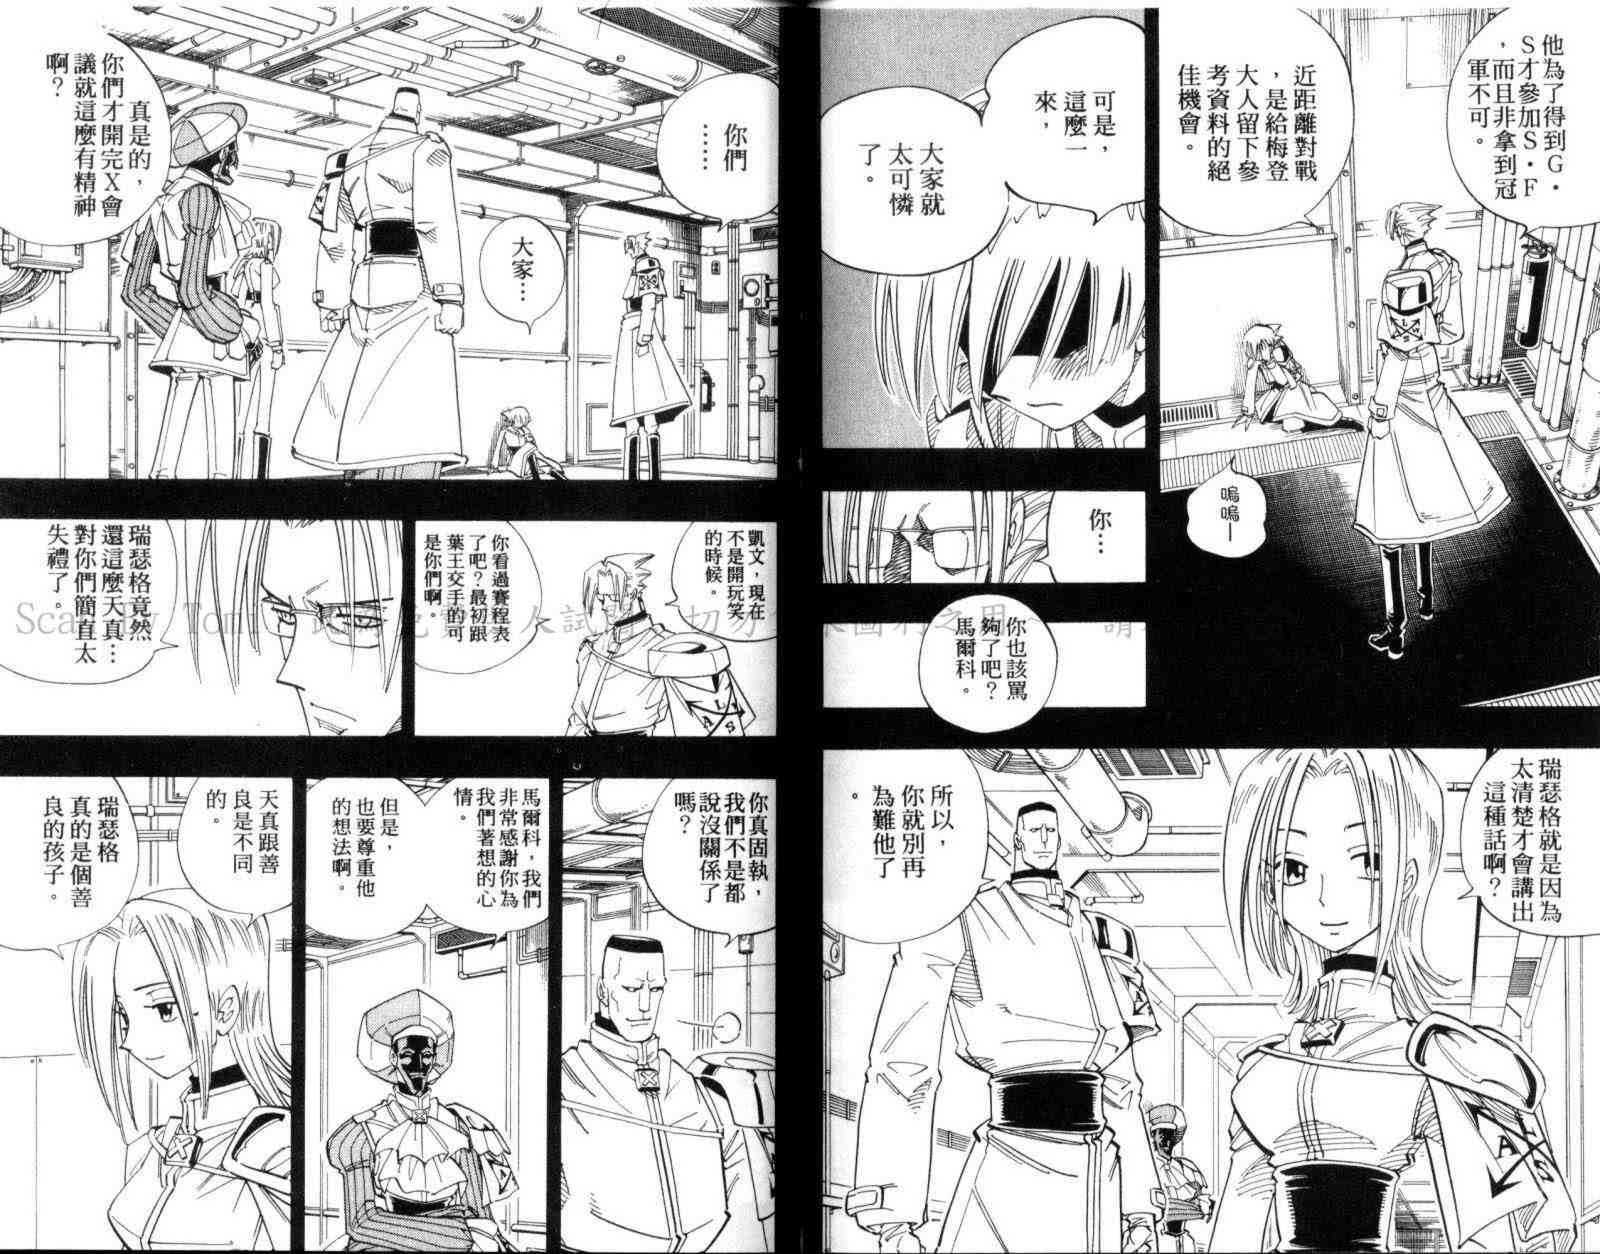 他為了得到G・
S才參加S・F
，而且非拿到冠
軍不可。
近距離對戰
，是給梅登
大人留下參
考資料的絕
佳機會。
嗚嗚—
可是，
這麼一
來，
大家就
太可憐
了。
你…
你也該罵
夠了吧？
馬爾科。
瑞瑟格就是因為
太清楚才會講出
這種話啊？
所以，
你就別再
為難他了
。
LAWS
你們
……
大家…
真是的，
你們才開完X會
議就這麼有精神
啊？
凱文，現在
不是開玩笑
的時候。
你看過賽程表
了吧？最初跟
葉王交手的可
是你們啊。
瑞瑟格竟然
還這麼天真…
對你們簡直太
失禮了。
你真固執，
我們不是都
說沒關係了
嗎？
馬爾科，我們
非常感謝你為
我們著想的心
情。
但是，
也要尊重他
的想法啊。
天真跟善
良是不同
的。
瑞瑟格
真的是個善
良的孩子。